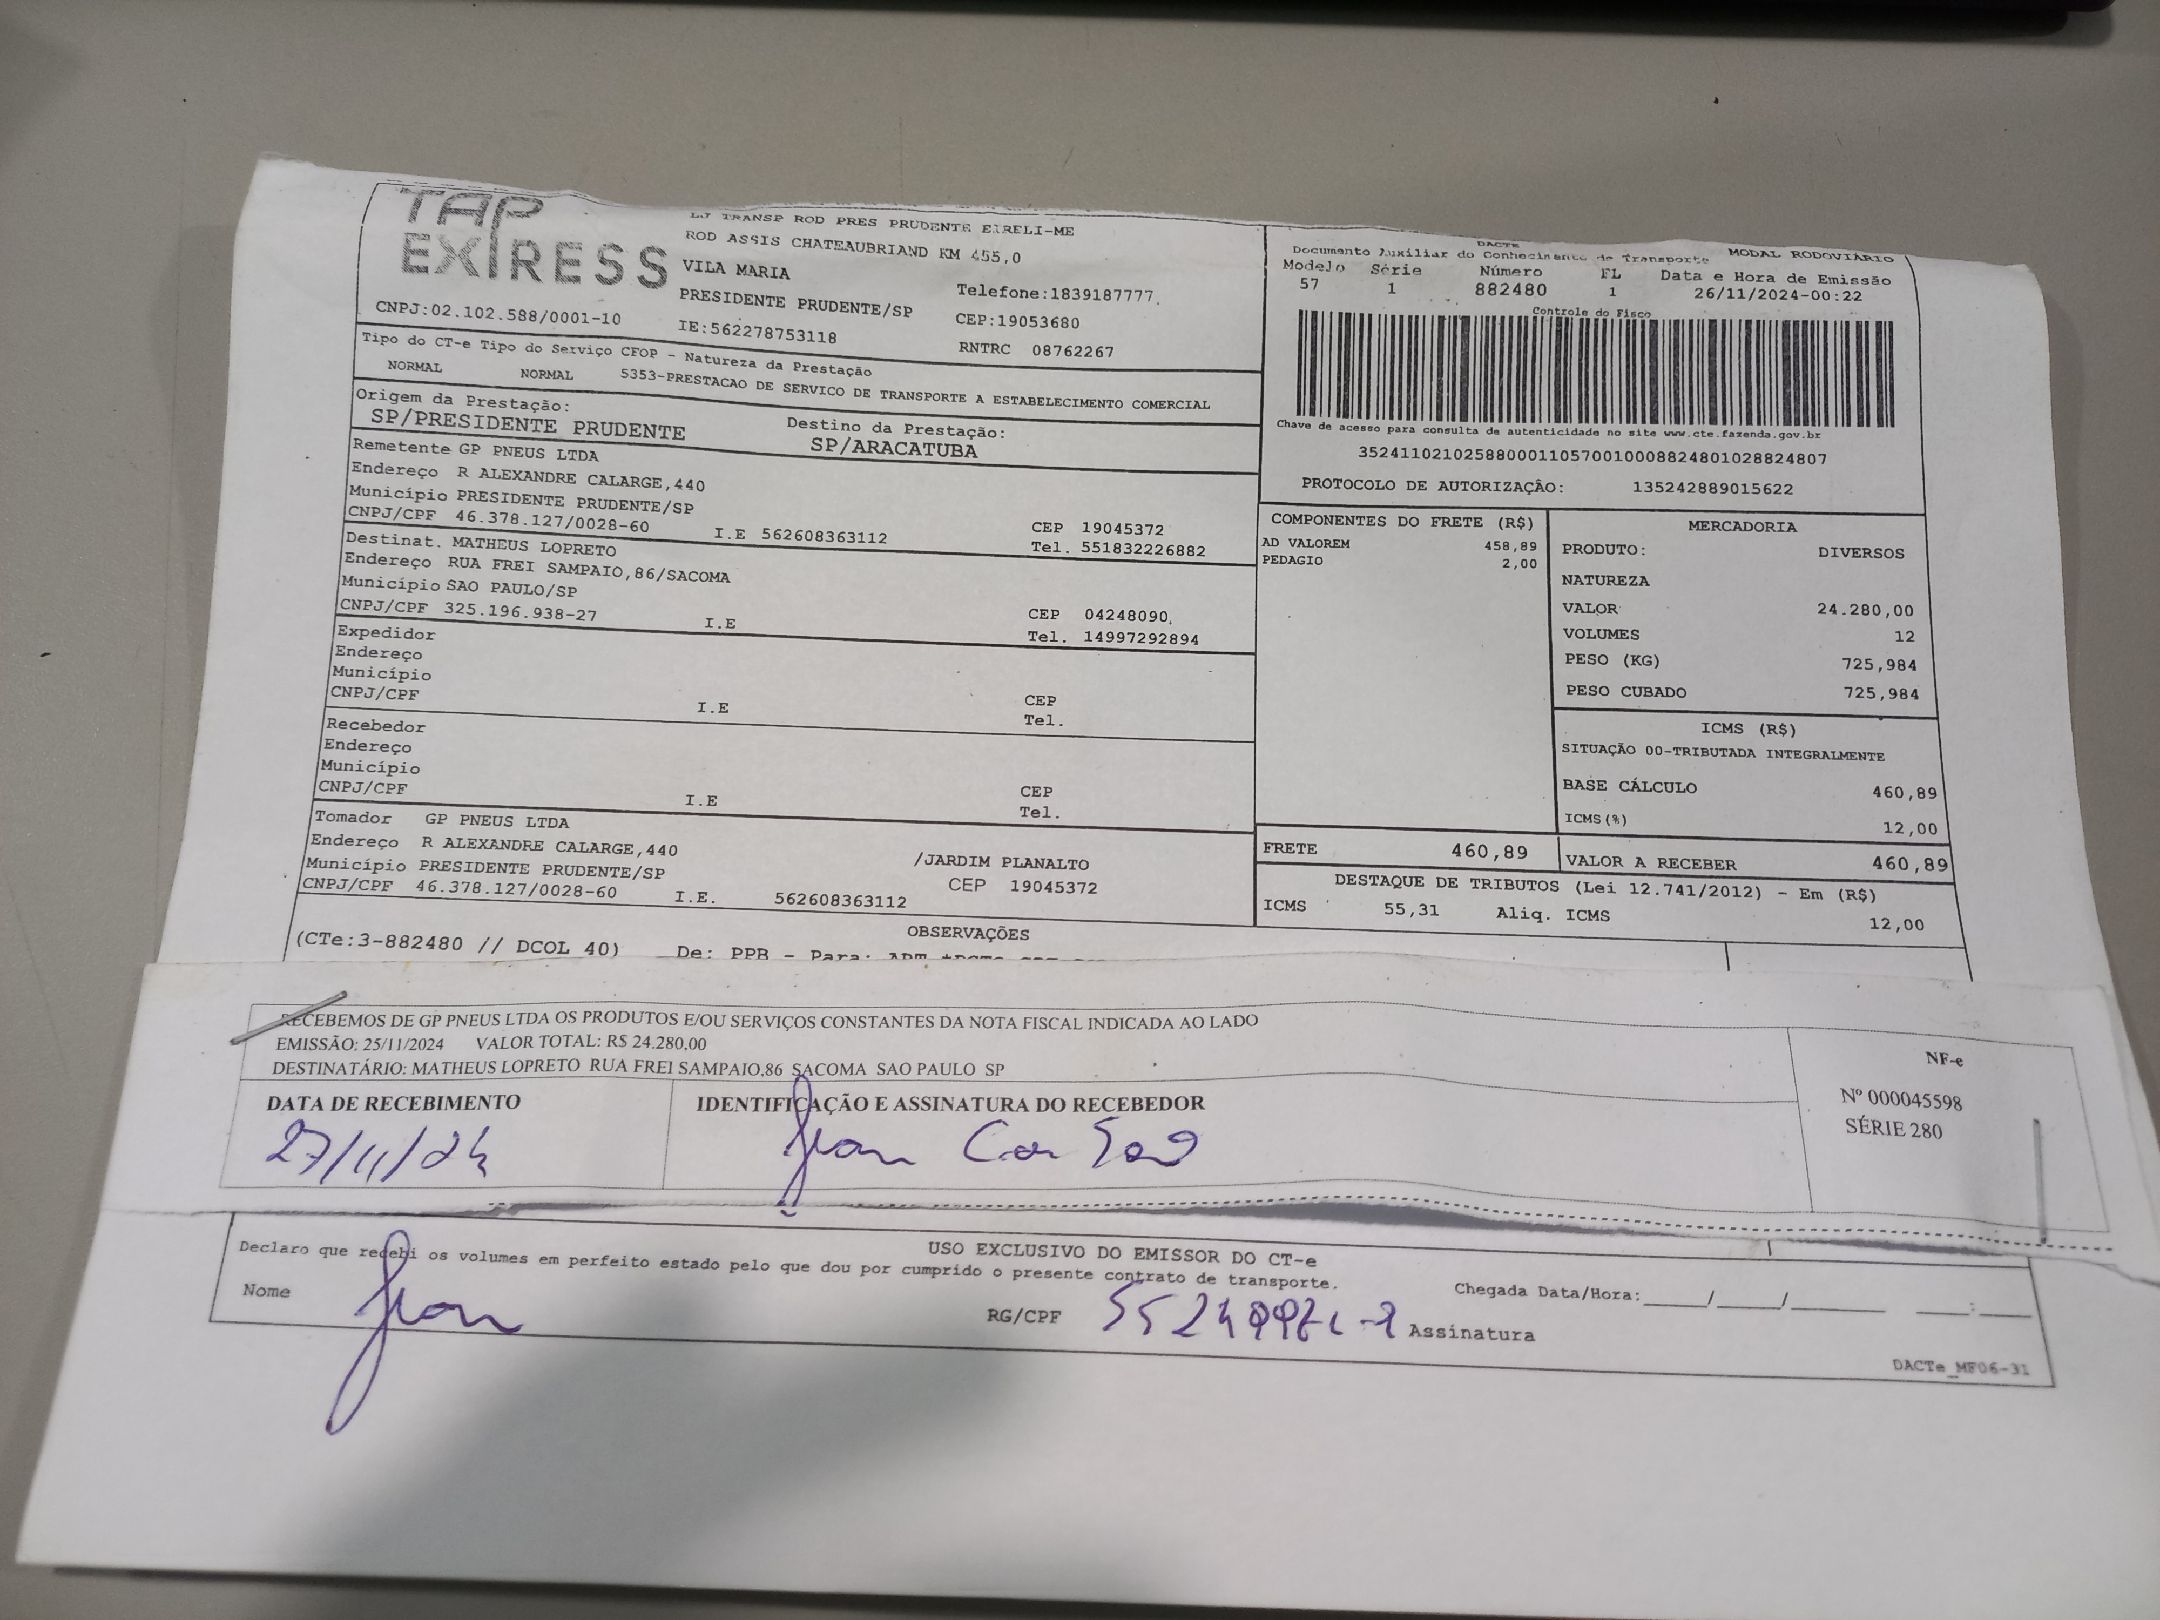 TAP
EXPRESS
LJ TRANSP ROD PRES PRUDENTE EIRELI-ME
ROD ASSIS CHATEAUBRIAND KM 455,0
VILA MARIA
Telefone:1839187777
PRESIDENTE PRUDENTE/SP
CEP:19053680
CNPJ:02.102.588/0001-10
IE:562278753118
RNTRC 08762267
Tipo do CT-e Tipo do Serviço CFOP - Natureza da Prestação
NORMAL NORMAL 5353-PRESTACAO DE SERVICO DE TRANSPORTE A ESTABELECIMENTO COMERCIAL
Origem da Prestação:
SP/PRESIDENTE PRUDENTE
Destino da Prestação:
SP/ARACATUBA
Remetente GP PNEUS LTDA
Endereço R ALEXANDRE CALARGE,440
Município PRESIDENTE PRUDENTE/SP
CEP 19045372
CNPJ/CPF 46.378.127/0028-60 I.E 562608363112
Tel. 551832226882
Destinat. MATHEUS LOPRETO
Endereço RUA FREI SAMPAIO,86/SACOMA
Município SAO PAULO/SP
CEP 04248090
CNPJ/CPF 325.196.938-27 I.E
Tel. 14997292894
Expedidor
Endereço
Município
CEP
CNPJ/CPF I.E
Tel.
Recebedor
Endereço
Município
CEP
CNPJ/CPF I.E
Tel.
Tomador GP PNEUS LTDA
Endereço R ALEXANDRE CALARGE,440 /JARDIM PLANALTO
Município PRESIDENTE PRUDENTE/SP CEP 19045372
CNPJ/CPF 46.378.127/0028-60 I.E. 562608363112
DACTE
Documento Auxiliar do Conhecimento de Transporte
MODAL RODOVIÁRIO
Modelo Série Número FL Data e Hora de Emissão
57 1 882480 1 26/11/2024-00:22
Controle do Fisco
Chave de acesso para consulta de autenticidade no site www.cte.fazenda.gov.br
35241102102588000110570010008824801028824807
PROTOCOLO DE AUTORIZAÇÃO: 135242889015622
COMPONENTES DO FRETE (R$)
AD VALOREM 458,89
PEDAGIO 2,00
MERCADORIA
PRODUTO: DIVERSOS
NATUREZA
VALOR 24.280,00
VOLUMES 12
PESO (KG) 725,984
PESO CUBADO 725,984
ICMS (R$)
SITUAÇÃO 00-TRIBUTADA INTEGRALMENTE
BASE CÁLCULO 460,89
ICMS(%) 12,00
FRETE 460,89 VALOR A RECEBER 460,89
DESTAQUE DE TRIBUTOS (Lei 12.741/2012) - Em (R$)
ICMS 55,31 Aliq. ICMS 12,00
OBSERVAÇÕES
(CTe:3-882480 // DCOL 40) De: PPB - Para:
RECEBEMOS DE GP PNEUS LTDA OS PRODUTOS E/OU SERVIÇOS CONSTANTES DA NOTA FISCAL INDICADA AO LADO
EMISSÃO: 25/11/2024 VALOR TOTAL: R$ 24.280,00
DESTINATÁRIO: MATHEUS LOPRETO RUA FREI SAMPAIO,86 SACOMA SAO PAULO SP
DATA DE RECEBIMENTO
27/11/24
IDENTIFICAÇÃO E ASSINATURA DO RECEBEDOR
Jean
NF-e
Nº 000045598
SÉRIE 280
USO EXCLUSIVO DO EMISSOR DO CT-e
Declaro que recebi os volumes em perfeito estado pelo que dou por cumprido o presente contrato de transporte.
Chegada Data/Hora:____/____/______ ___:___
Nome Jean
RG/CPF
Assinatura
DACTe_MF06-31